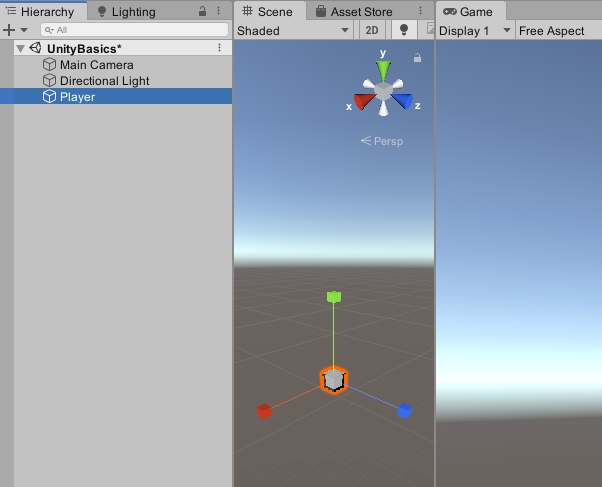 Hierarchy
Lighting
All
UnityBasics*
Main Camera
Directional Light
Player
Scene
Asset Store
Shaded
2D
y
x
z
Persp
Game
Display 1
Free Aspect